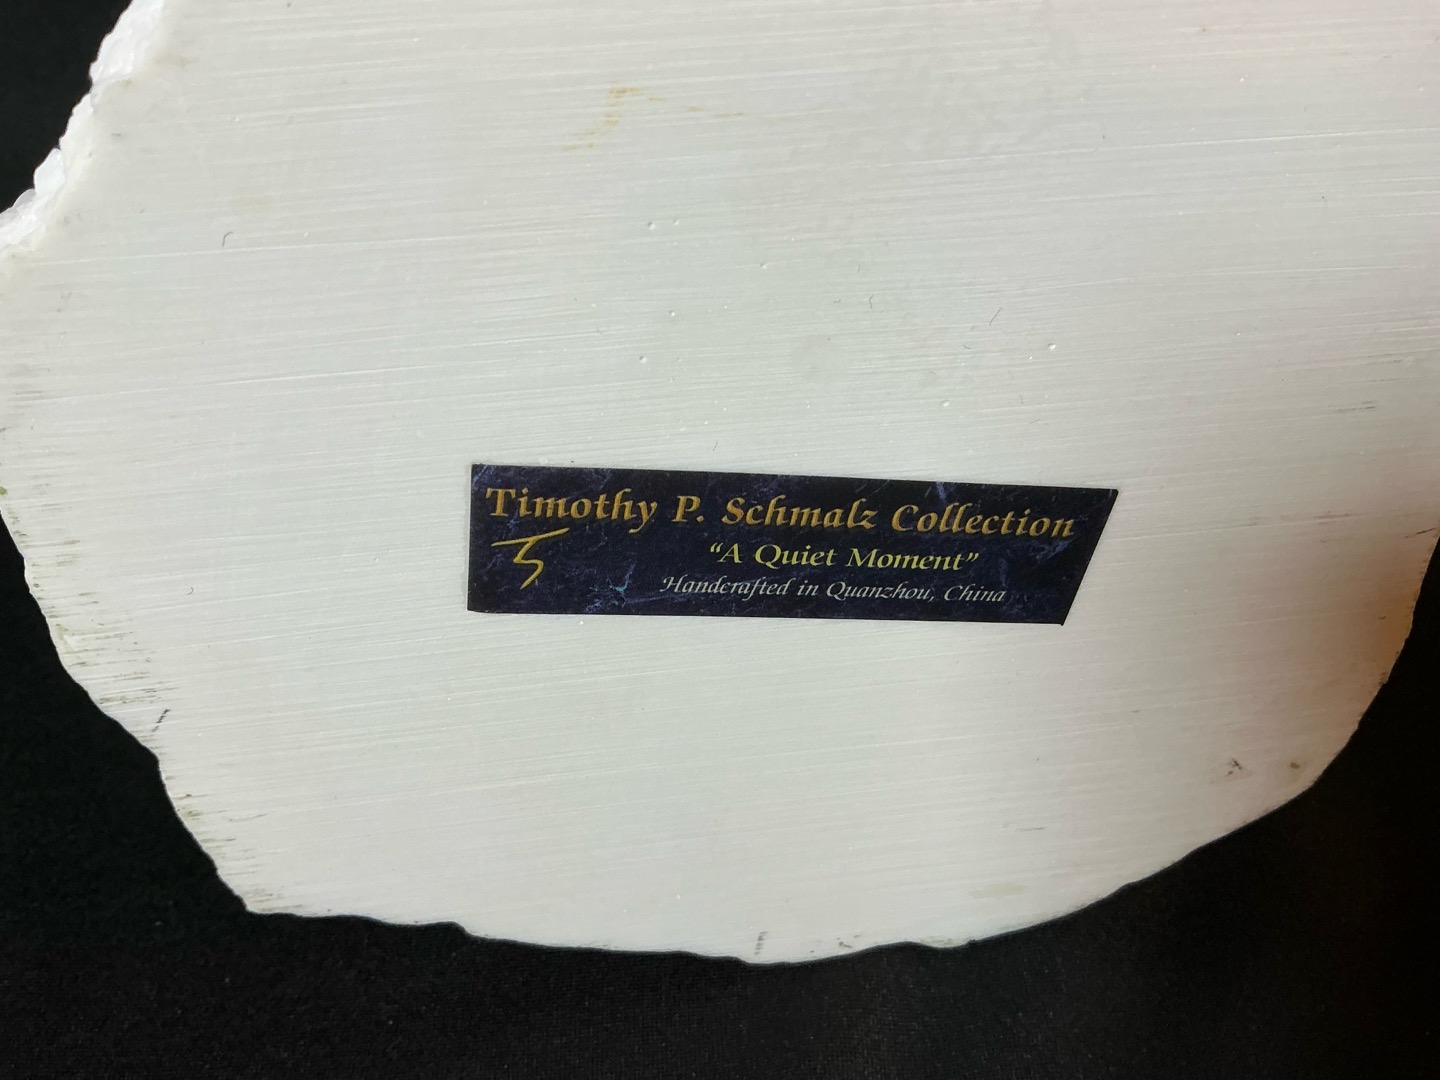 Timothy P. Schmalz Collection
"A Quiet Moment"
Handcrafted in Quanzhou, China